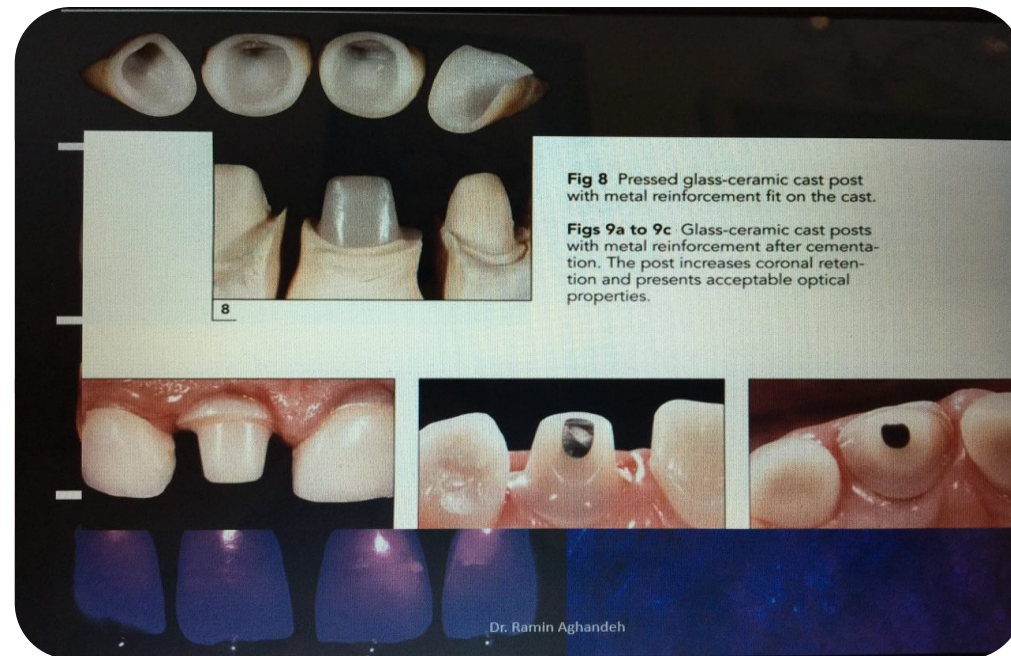 Fig 8 Pressed glass-ceramic cast post
with metal reinforcement fit on the cast.
Figs 9a to 9c Glass-ceramic cast posts
with metal reinforcement after cementa-
tion. The post increases coronal reten-
tion and presents acceptable optical
properties.
8
Dr. Ramin Aghandeh